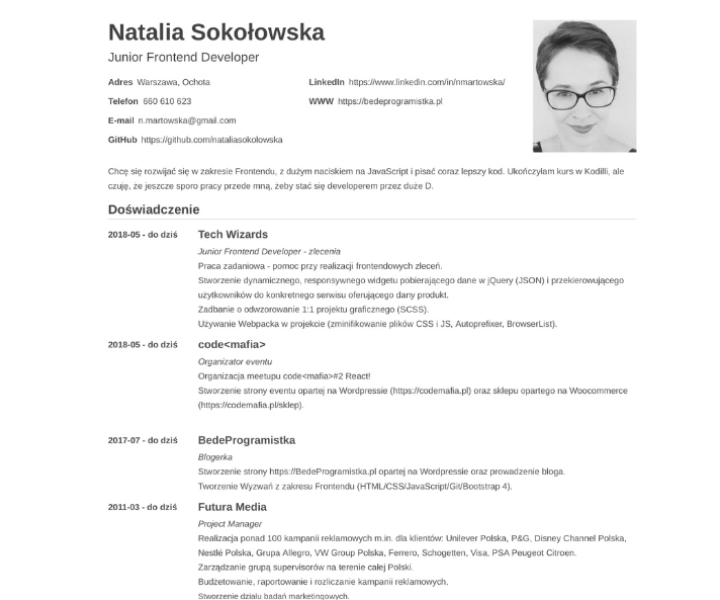 Natalia Sokołowska
Junior Frontend Developer
Adres Warszawa, Ochota
LinkedIn https://www.linkedin.com/in/nmartowska/
Telefon 660 610 623
WWW https://bedeprogramistka.pl
E-mail n.martowska@gmail.com
GitHub https://github.com/nataliasokolowska
Chcę się rozwijać się w zakresie Frontendu, z dużym naciskiem na JavaScript i pisać coraz lepszy kod. Ukończyłam kurs w Kodilli, ale
czuję, że jeszcze sporo pracy przede mną, żeby stać się developerem przez duże D.
Doświadczenie
2018-05 - do dziś Tech Wizards
Junior Frontend Developer - zlecenia
Praca zadaniowa - pomoc przy realizacji frontendowych zleceń.
Stworzenie dynamicznego, responsywnego widgetu pobierającego dane w jQuery (JSON) i przekierowującego
użytkowników do konkretnego serwisu oferującego dany produkt.
Zadbanie o odwzorowanie 1:1 projektu graficznego (SCSS).
Używanie Webpacka w projekcie (zminifikowanie plików CSS i JS, Autoprefixer, BrowserList).
2018-05 - do dziś code<mafia>
Organizator eventu
Organizacja meetupu code<mafia>#2 React!
Stworzenie strony eventu opartej na Wordpressie (https://codemafia.pl) oraz sklepu opartego na Woocommerce
(https://codemafia.pl/sklep).
2017-07 - do dziś BedeProgramistka
Blogerka
Stworzenie strony https://BedeProgramistka.pl opartej na Wordpressie oraz prowadzenie bloga.
Tworzenie Wyzwań z zakresu Frontendu (HTML/CSS/JavaScript/Git/Bootstrap 4).
2011-03 - do dziś Futura Media
Project Manager
Realizacja ponad 100 kampanii reklamowych m.in. dla klientów: Unilever Polska, P&G, Disney Channel Polska,
Nestlé Polska, Grupa Allegro, VW Group Polska, Ferrero, Schogetten, Visa, PSA Peugeot Citroen.
Zarządzanie grupą supervisorów na terenie całej Polski.
Budżetowanie, raportowanie i rozliczanie kampanii reklamowych.
Stworzenie działu badań marketingowych.